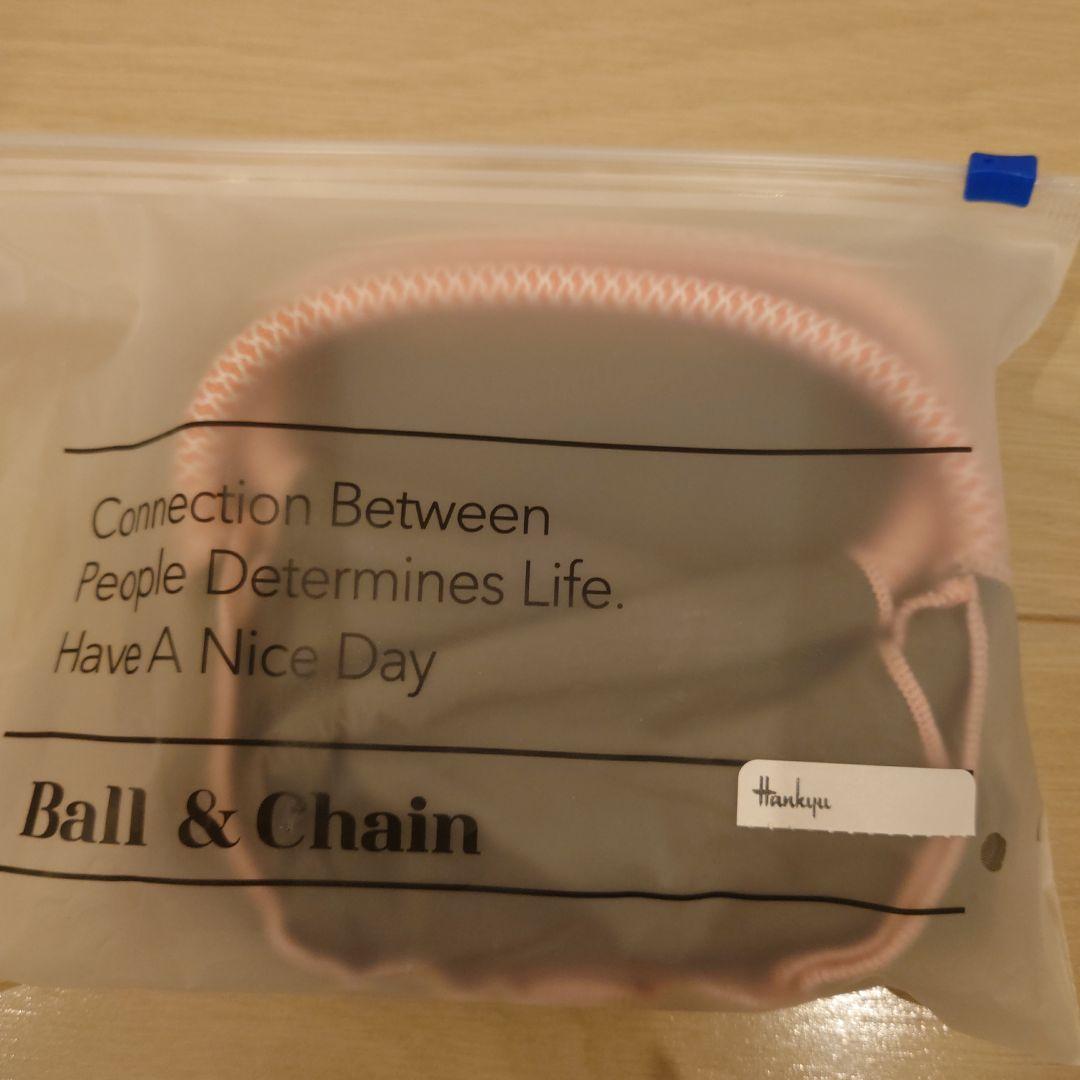 Connection Between
People Determines Life.
Have A Nice Day
Ball & Chain
Hankyu